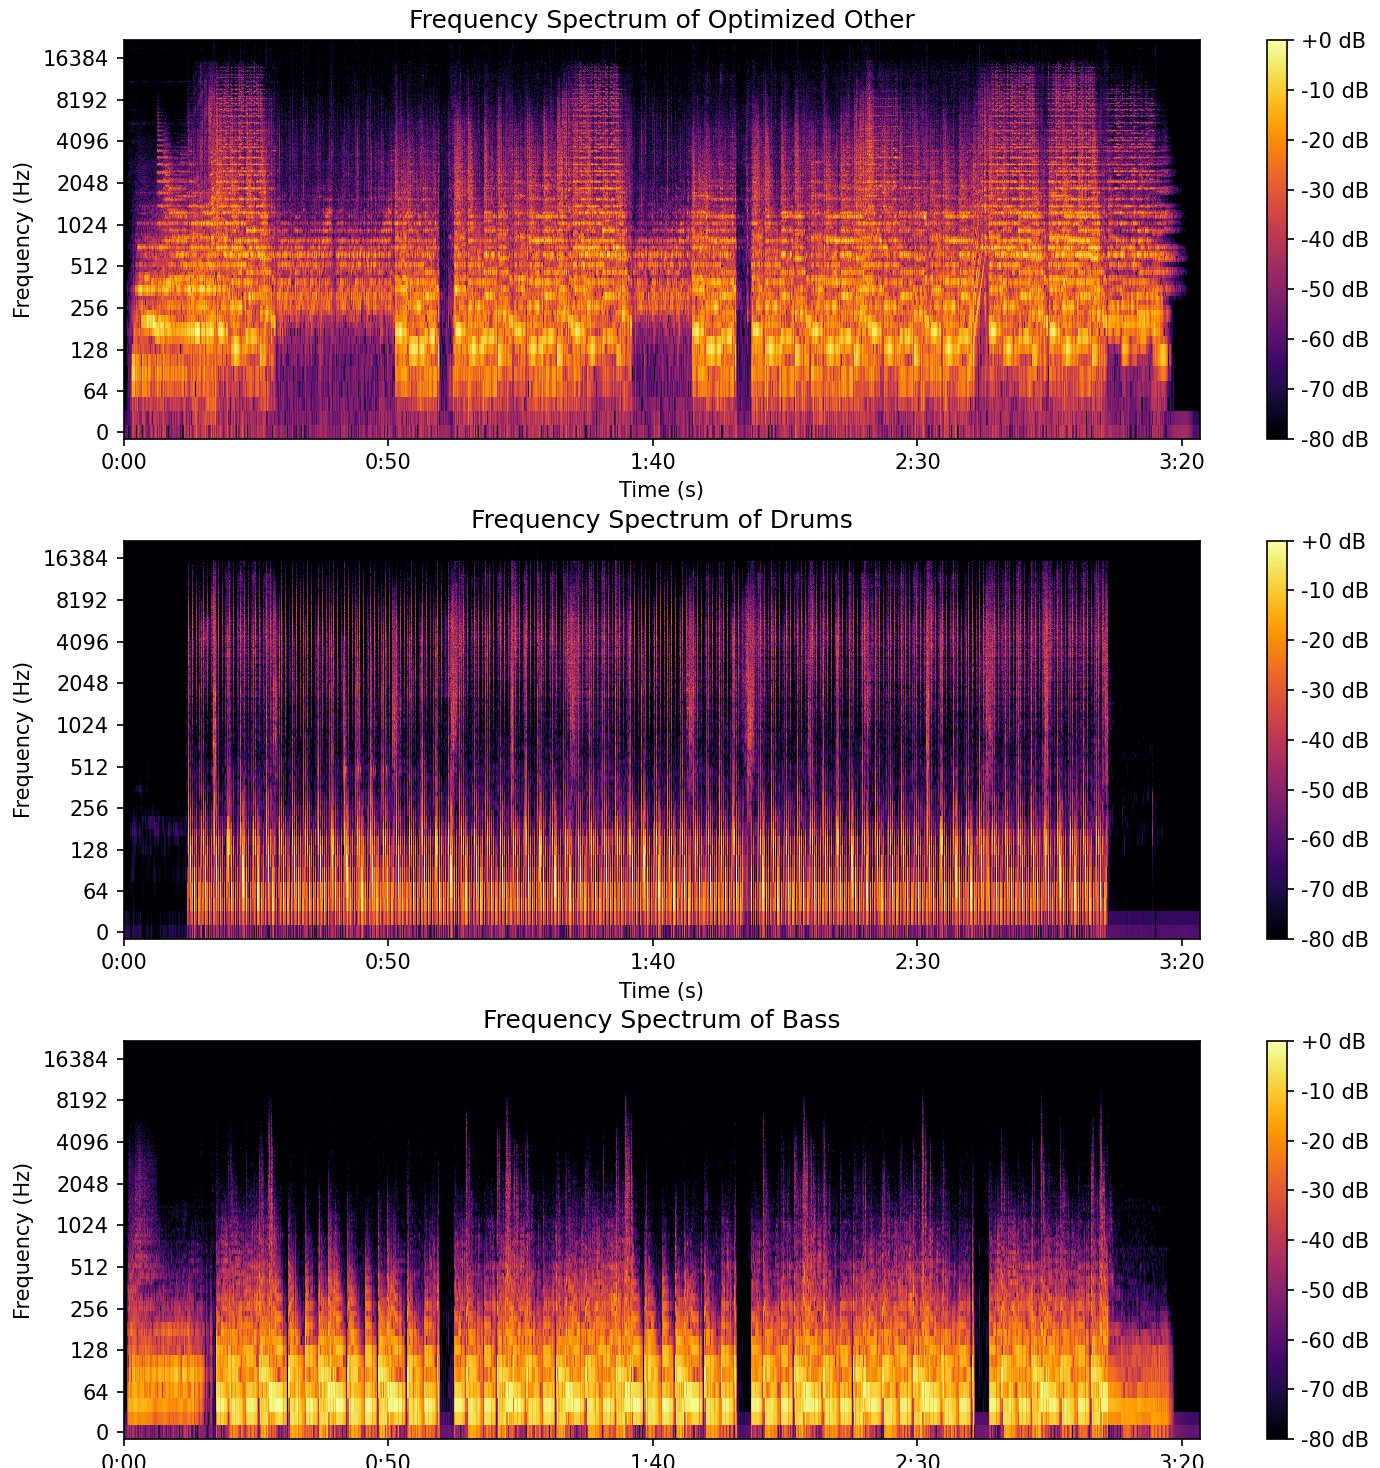 Frequency Spectrum of Optimized Other
Frequency (Hz)
16384
8192
4096
2048
1024
512
256
128
64
0
0:00 0:50 1:40 2:30 3:20
Time (s)
+0 dB
-10 dB
-20 dB
-30 dB
-40 dB
-50 dB
-60 dB
-70 dB
-80 dB
Frequency Spectrum of Drums
Frequency (Hz)
16384
8192
4096
2048
1024
512
256
128
64
0
0:00 0:50 1:40 2:30 3:20
Time (s)
+0 dB
-10 dB
-20 dB
-30 dB
-40 dB
-50 dB
-60 dB
-70 dB
-80 dB
Frequency Spectrum of Bass
Frequency (Hz)
16384
8192
4096
2048
1024
512
256
128
64
0
0:00 0:50 1:40 2:30 3:20
+0 dB
-10 dB
-20 dB
-30 dB
-40 dB
-50 dB
-60 dB
-70 dB
-80 dB